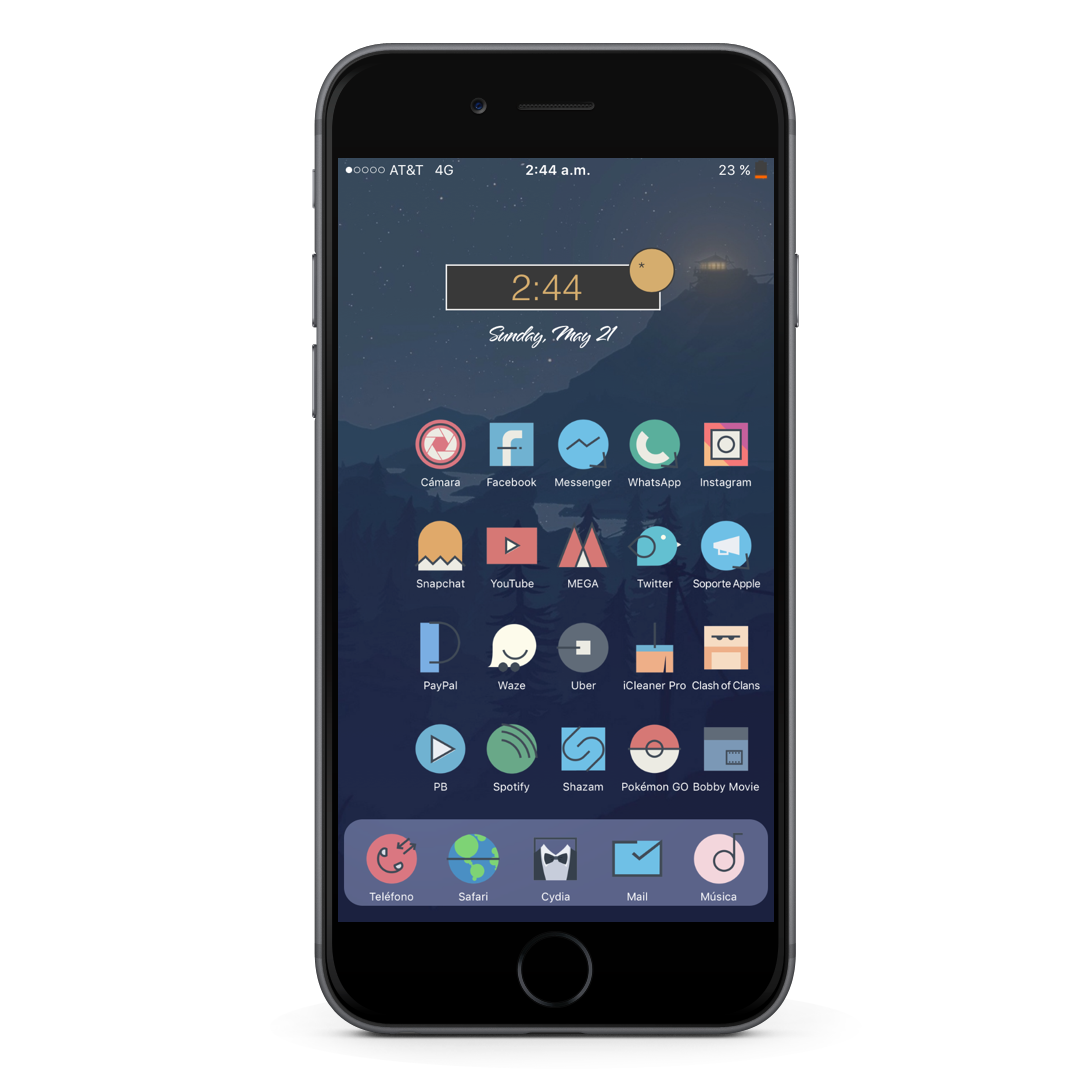 AT&T 4G 2:44 a.m. 23 %
2:44
*
Sunday, May 21
Cámara Facebook Messenger WhatsApp Instagram
Snapchat YouTube MEGA Twitter Soporte Apple
PayPal Waze Uber iCleaner Pro Clash of Clans
PB Spotify Shazam Pokémon GO Bobby Movie
Teléfono Safari Cydia Mail Música